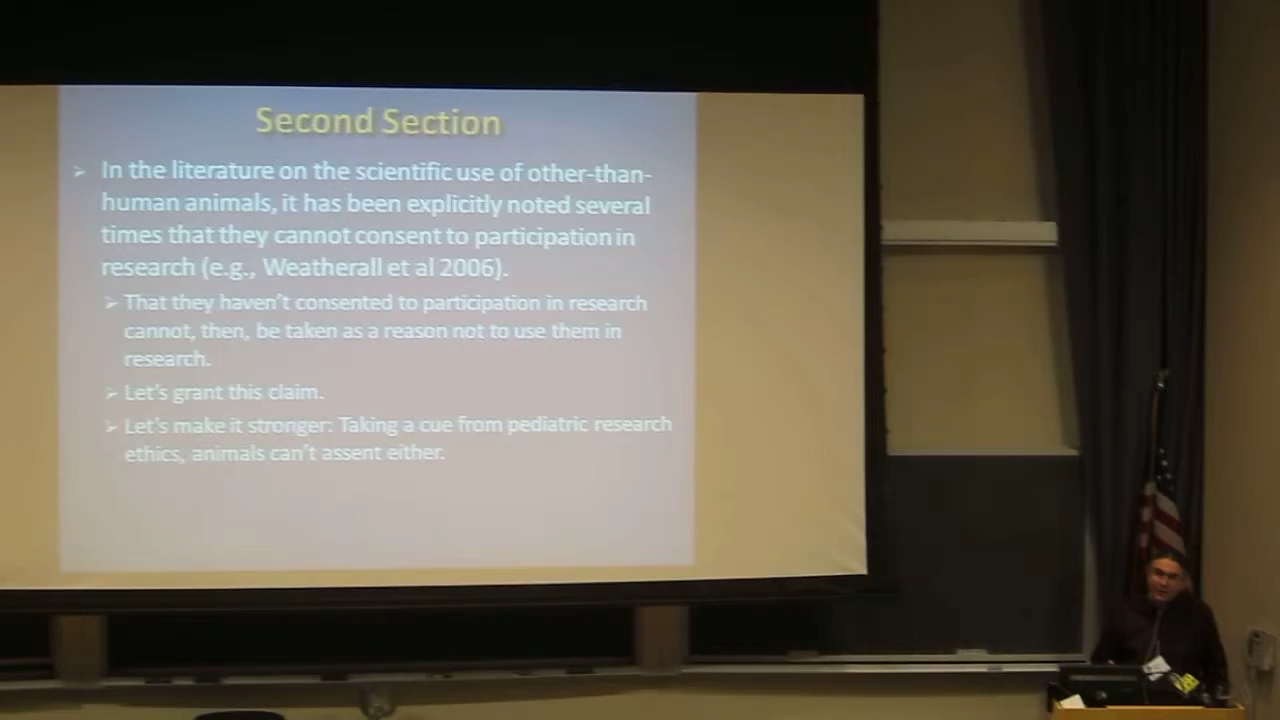 Second Section
➢ In the literature on the scientific use of other-than-
human animals, it has been explicitly noted several
times that they cannot consent to participation in
research (e.g., Weatherall et al 2006).
➢ That they haven't consented to participation in research
cannot, then, be taken as a reason not to use them in
research.
➢ Let's grant this claim.
➢ Let's make it stronger: Taking a cue from pediatric research
ethics, animals can't assent either.